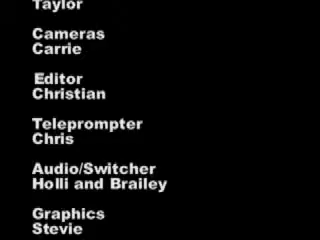 Taylor
Cameras
Carrie
Editor
Christian
Teleprompter
Chris
Audio/Switcher
Holli and Brailey
Graphics
Stevie